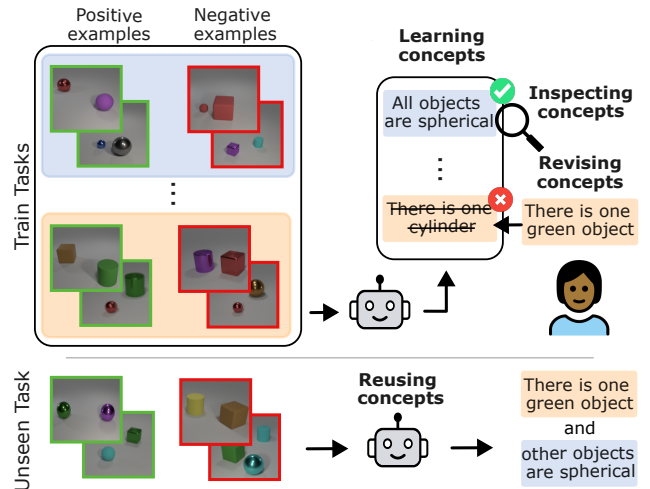 Positive
examples
Negative
examples
Train Tasks
Learning
concepts
All objects
are spherical
Inspecting
concepts
Revising
concepts
There is one
cylinder
There is one
green object
Unseen Task
Reusing
concepts
There is one
green object
and
other objects
are spherical